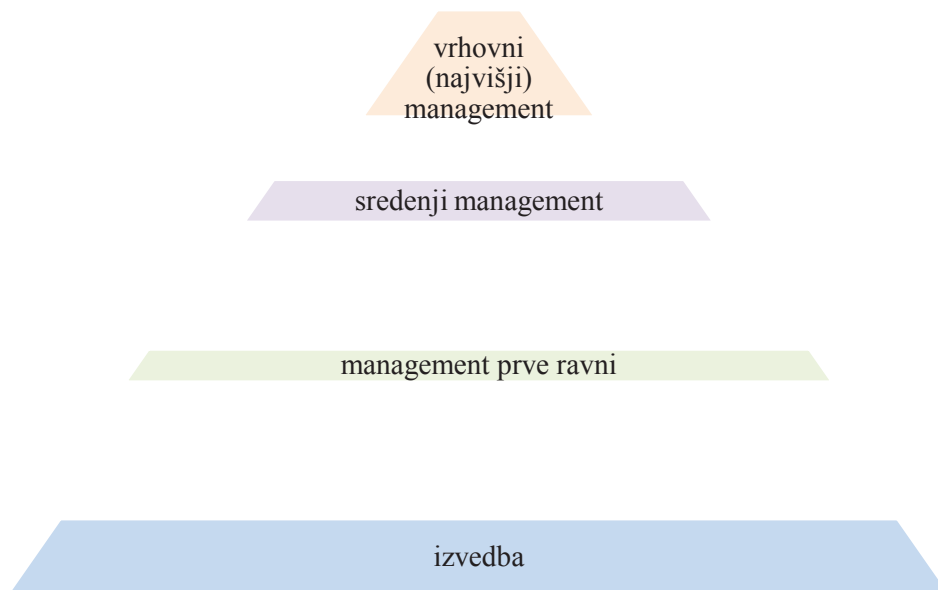 vrhovni
(najvišji)
management
sredenji management
management prve ravni
izvedba